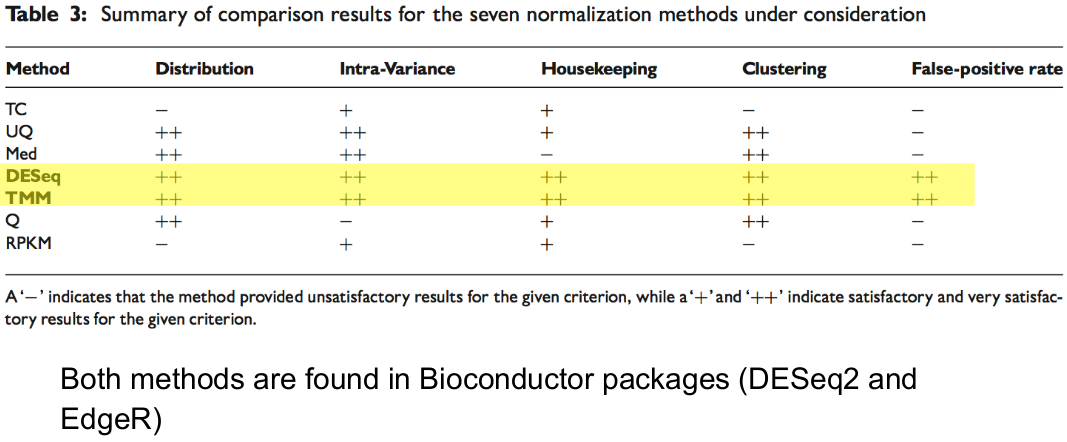 Table 3: Summary of comparison results for the seven normalization methods under consideration
Method Distribution Intra-Variance Housekeeping Clustering False-positive rate
TC − + + − −
UQ ++ ++ + ++ −
Med ++ ++ − ++ −
DESeq ++ ++ ++ ++ ++
TMM ++ ++ ++ ++ ++
Q ++ − + ++ −
RPKM − + + − −
A ‘−’ indicates that the method provided unsatisfactory results for the given criterion, while a ‘+’ and ‘++’ indicate satisfactory and very satisfac-
tory results for the given criterion.
Both methods are found in Bioconductor packages (DESeq2 and
EdgeR)